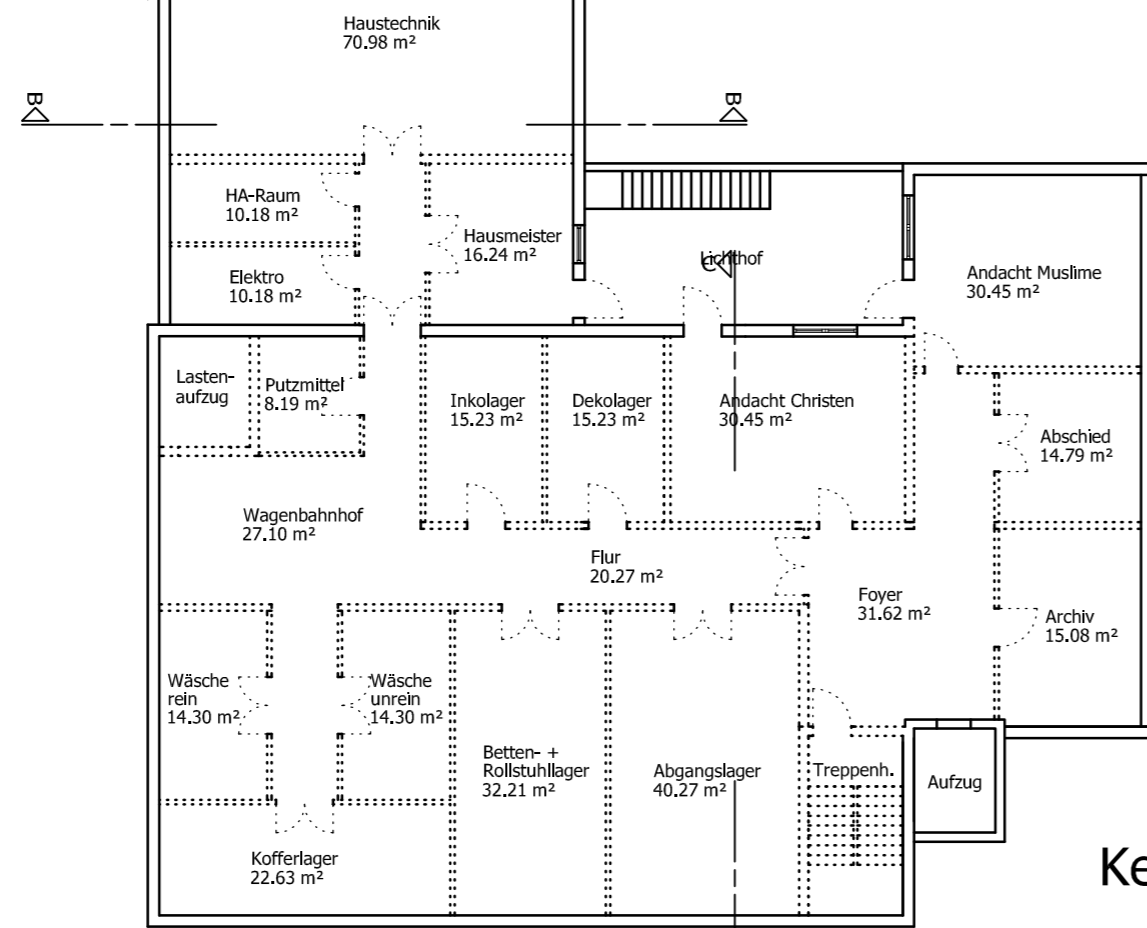 Haustechnik
70.98 m²
B
B
HA-Raum
10.18 m²
Hausmeister
16.24 m²
Lichthof
C
Andacht Muslime
30.45 m²
Elektro
10.18 m²
Lasten-
aufzug
Putzmittel
8.19 m²
Inkolager
15.23 m²
Dekolager
15.23 m²
Andacht Christen
30.45 m²
Abschied
14.79 m²
Wagenbahnhof
27.10 m²
Flur
20.27 m²
Foyer
31.62 m²
Archiv
15.08 m²
Wäsche
rein
14.30 m²
Wäsche
unrein
14.30 m²
Betten- +
Rollstuhllager
32.21 m²
Abgangslager
40.27 m²
Treppenh.
Aufzug
Kofferlager
22.63 m²
Ke